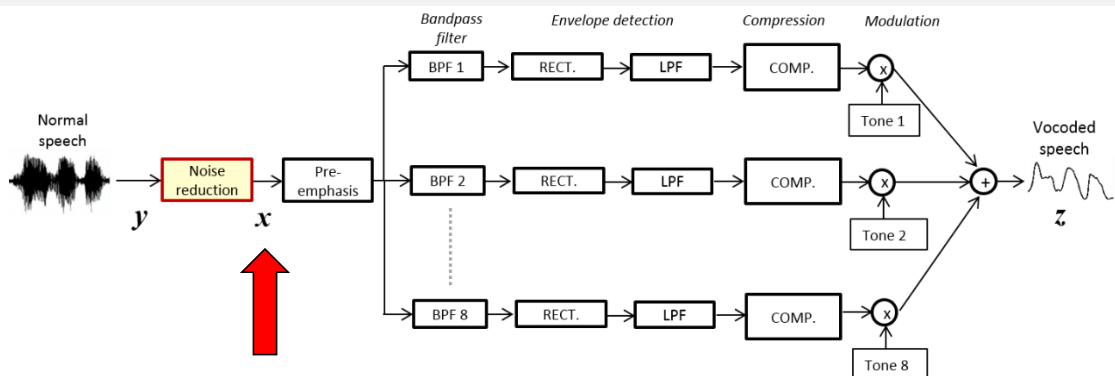 Bandpass
filter
Envelope detection
Compression
Modulation
BPF 1
RECT.
LPF
COMP.
x
Tone 1
Normal
speech
Noise
reduction
Pre-
emphasis
BPF 2
RECT.
LPF
COMP.
x
Tone 2
+
Vocoded
speech
y
x
z
BPF 8
RECT.
LPF
COMP.
x
Tone 8